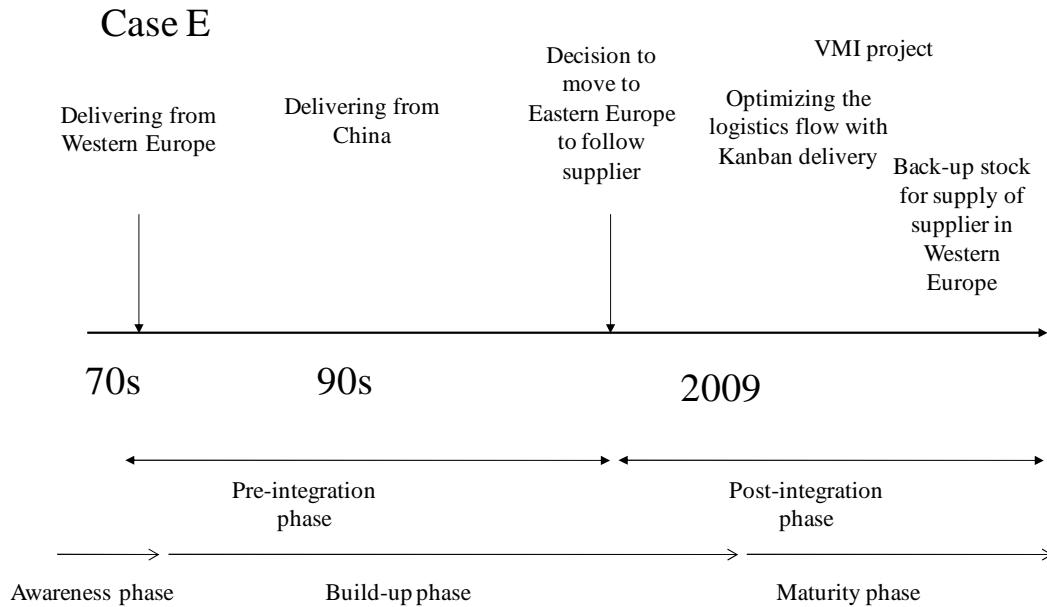 Case E
Delivering from
Western Europe
Delivering from
China
Decision to
move to
Eastern Europe
to follow
supplier
VMI project
Optimizing the
logistics flow with
Kanban delivery
Back-up stock
for supply of
supplier in
Western
Europe
70s
90s
2009
Pre-integration
phase
Post-integration
phase
Awareness phase
Build-up phase
Maturity phase